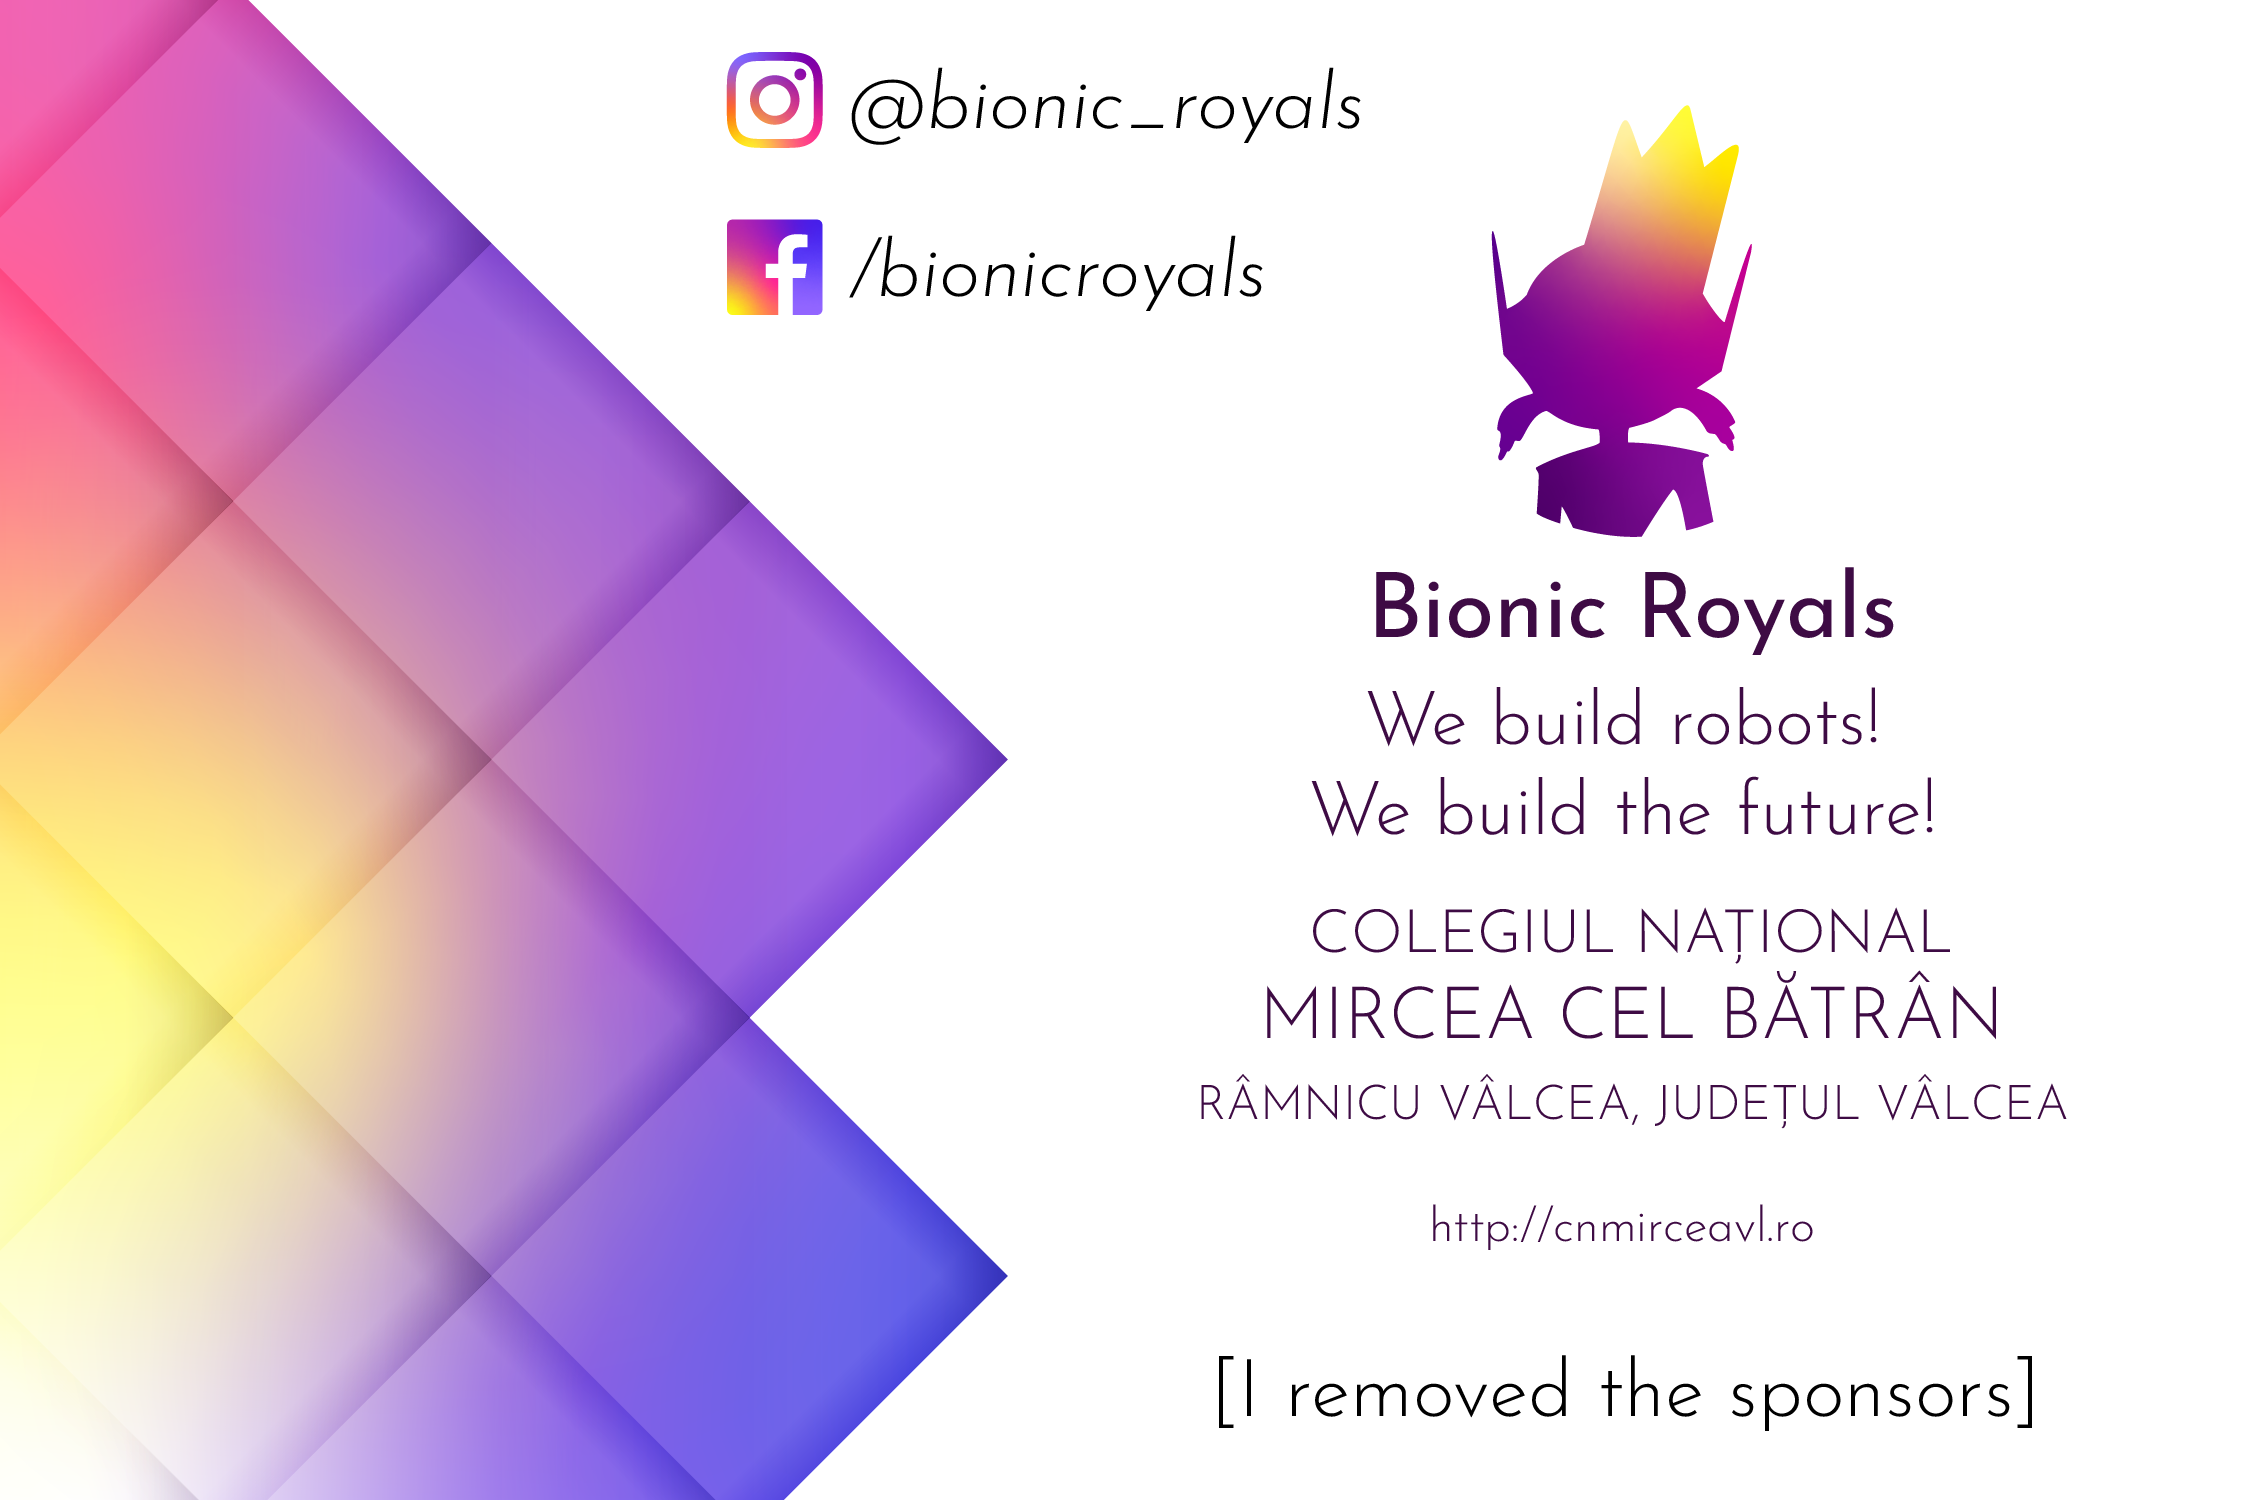 @bionic_royals
/bionicroyals
Bionic Royals
We build robots!
We build the future!
COLEGIUL NAȚIONAL
MIRCEA CEL BĂTRÂN
RÂMNICU VÂLCEA, JUDEȚUL VÂLCEA
http://cnmirceavl.ro
[I removed the sponsors]